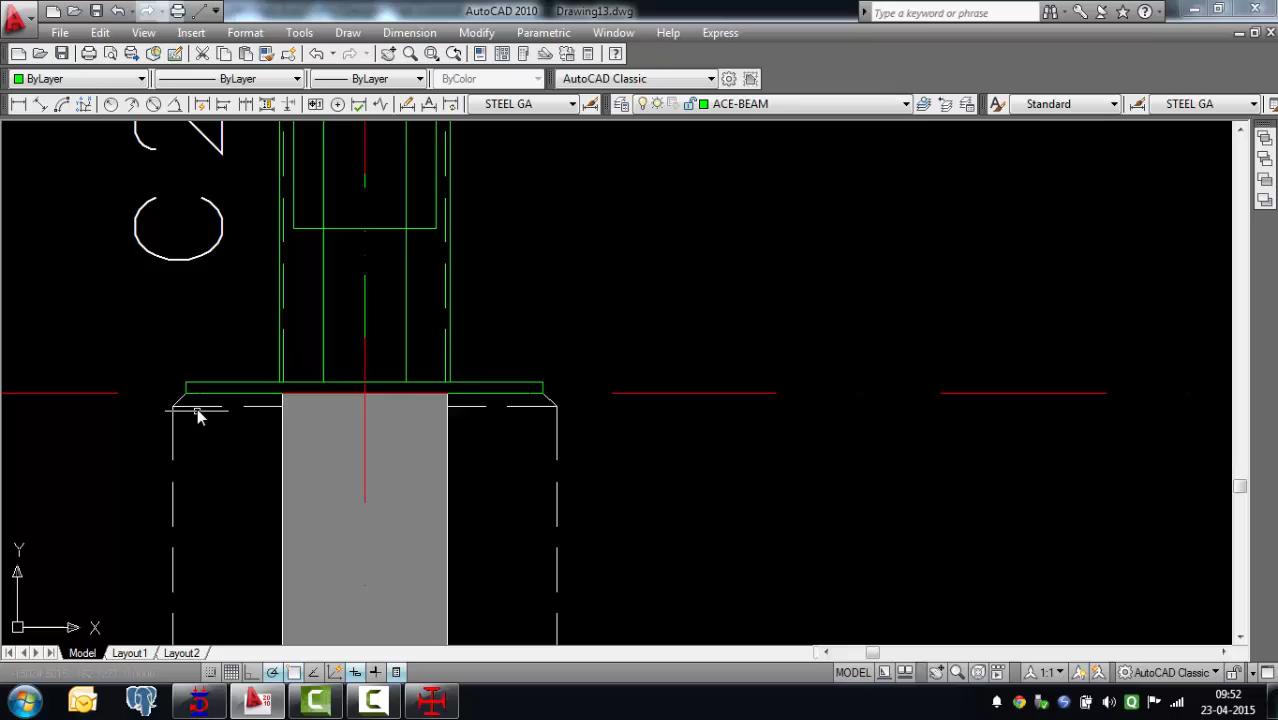 AutoCAD 2010 Drawing13.dwg Type a keyword or phrase
File Edit View Insert Format Tools Draw Dimension Modify Parametric Window Help Express
ByLayer ByLayer ByLayer ByColor AutoCAD Classic
STEEL GA ACE-BEAM Standard STEEL GA
C
Y
X
Model Layout1 Layout2
MODEL 1:1 AutoCAD Classic
09:52
23-04-2015